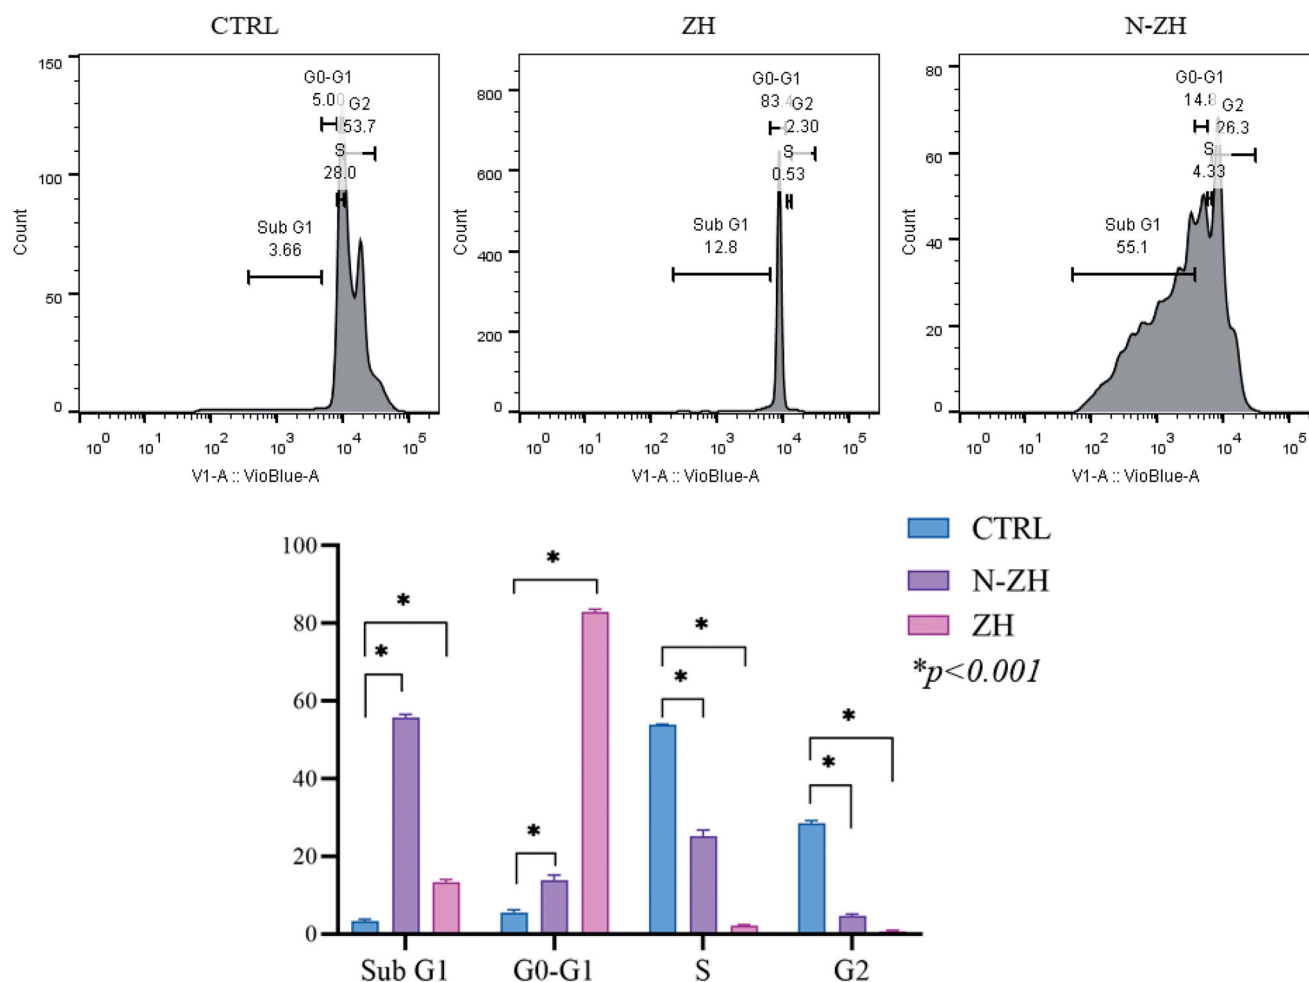 CTRL
150
100
50
0
Count
G0-G1
5.00
G2
53.7
S
28.0
Sub G1
3.66
10^0 10^1 10^2 10^3 10^4 10^5
V1-A :: VioBlue-A
ZH
800
600
400
200
0
Count
G0-G1
83.4
G2
2.30
S
0.53
Sub G1
12.8
10^0 10^1 10^2 10^3 10^4 10^5
V1-A :: VioBlue-A
N-ZH
80
60
40
20
0
Count
G0-G1
14.8
G2
26.3
S
4.33
Sub G1
55.1
10^0 10^1 10^2 10^3 10^4 10^5
V1-A :: VioBlue-A
100
80
60
40
20
0
* *
*
* *
*
* *
* *
Sub G1 G0-G1 S G2
CTRL
N-ZH
ZH
*p<0.001